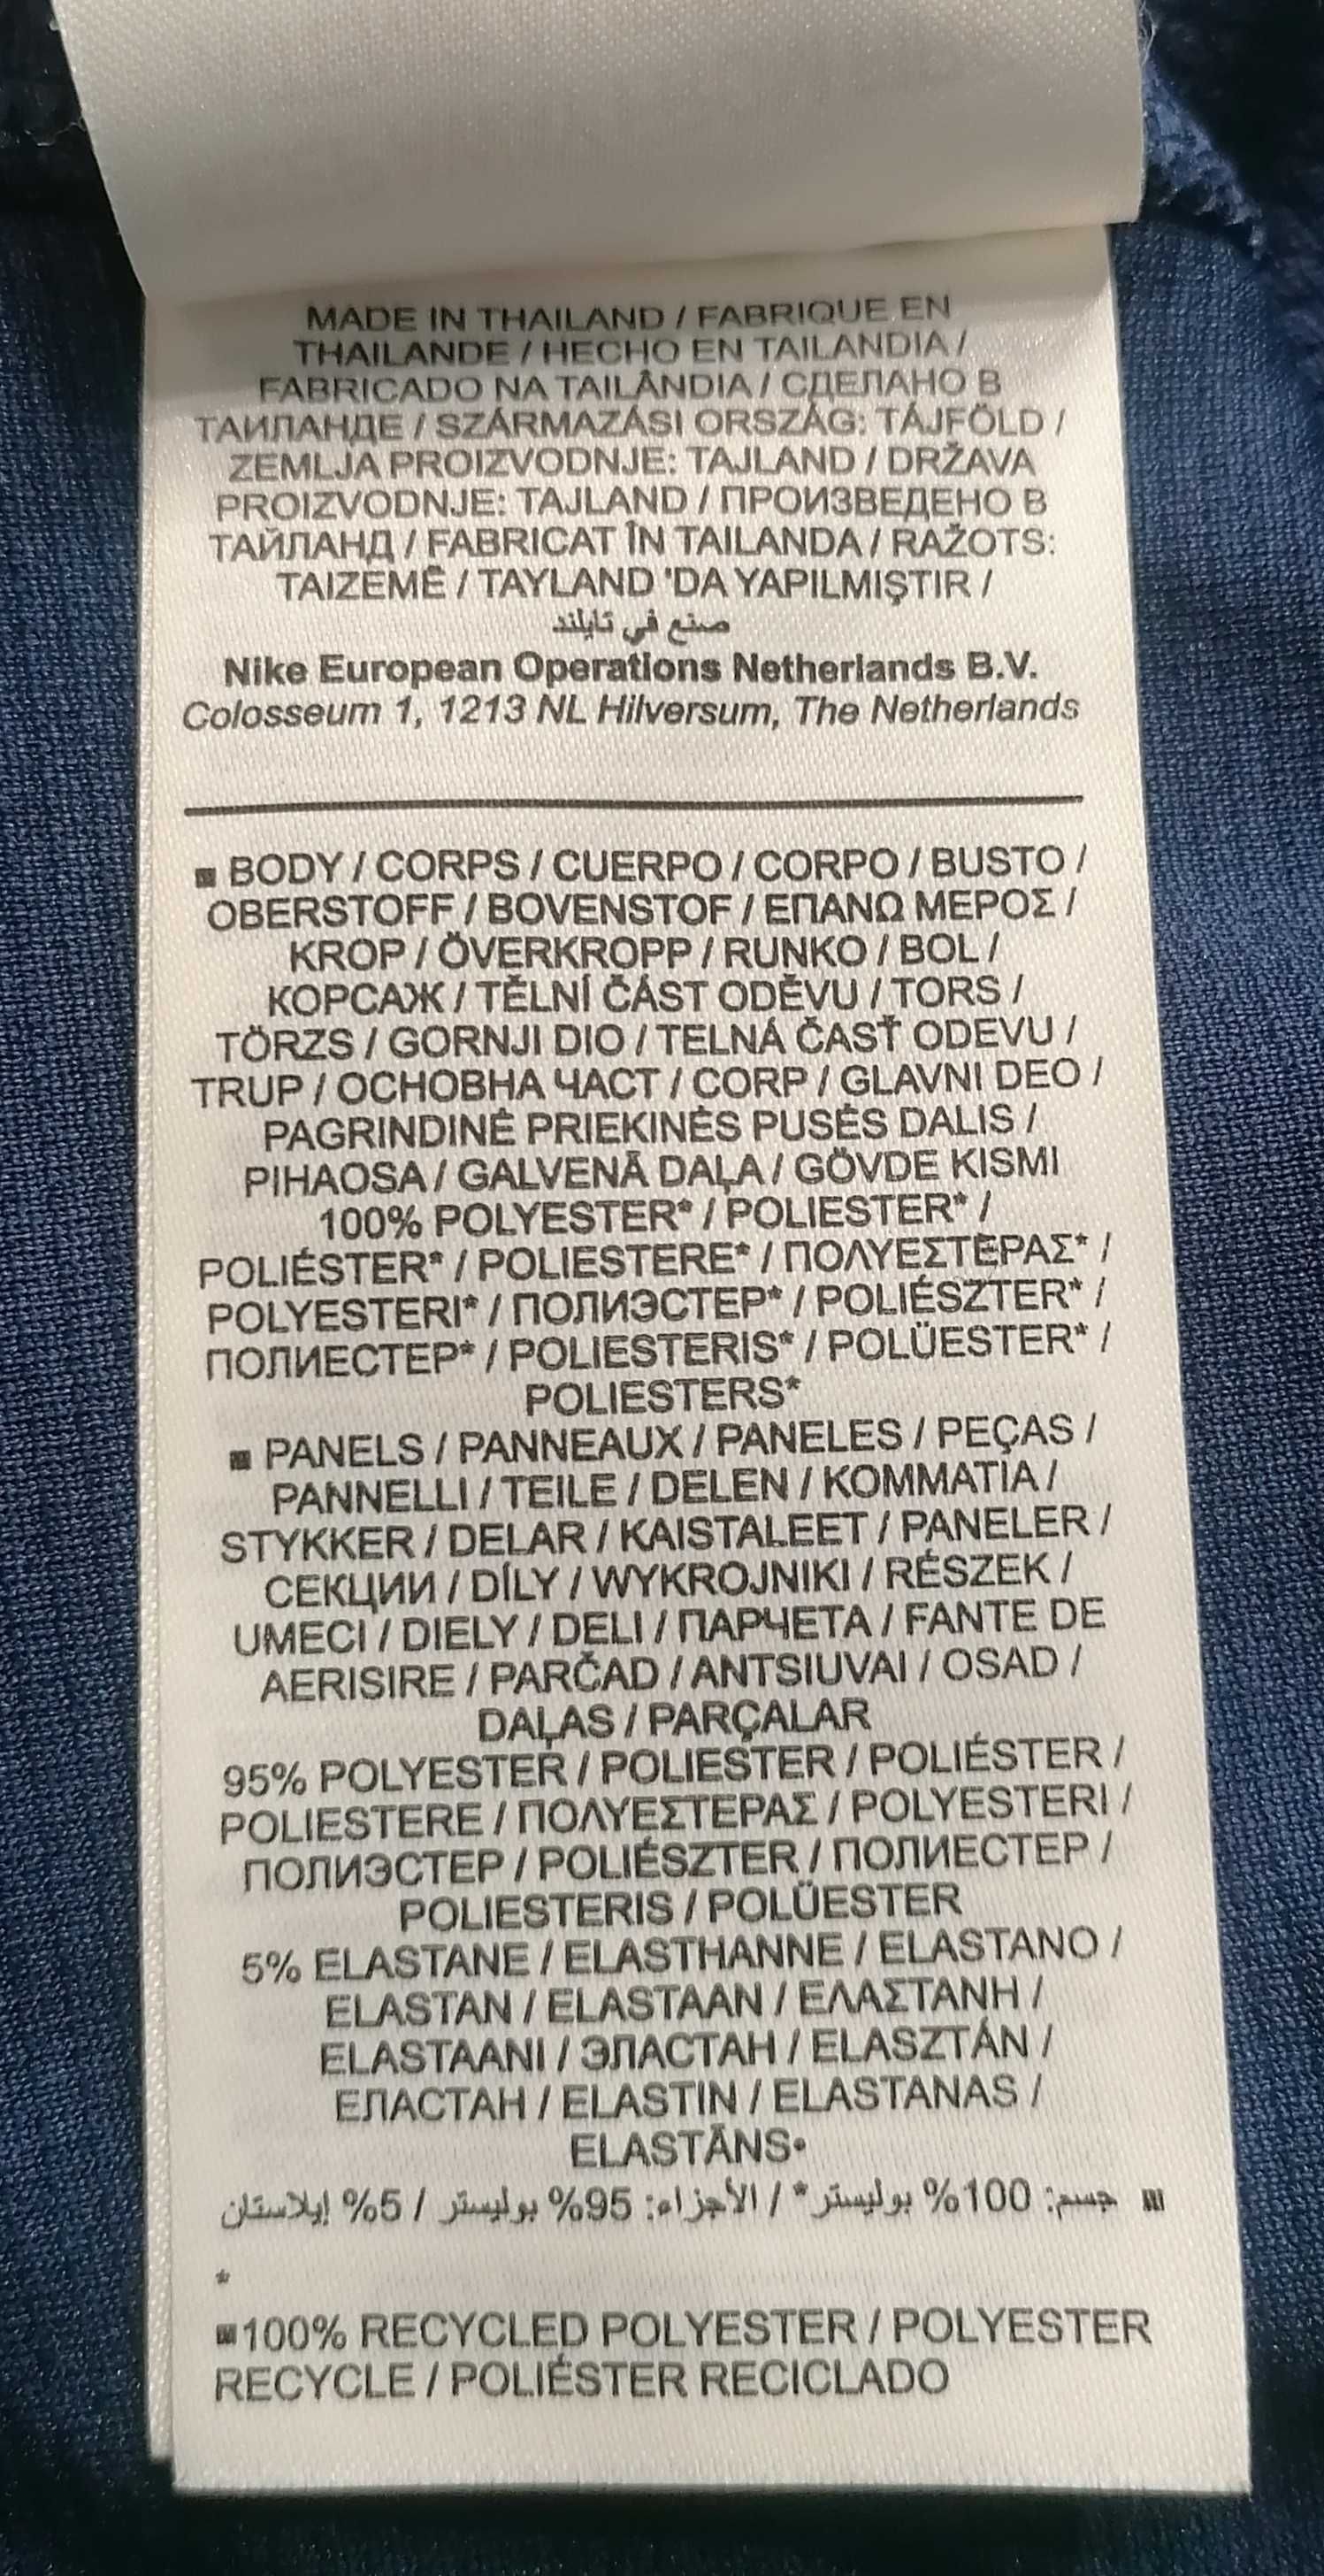 MADE IN THAILAND / FABRIQUE EN
THAILANDE / HECHO EN TAILANDIA /
FABRICADO NA TAILÂNDIA / СДЕЛАНО В
ТАИЛАНДЕ / SZÁRMAZÁSI ORSZÁG: TÁJFÖLD /
ZEMLJA PROIZVODNJE: TAJLAND / DRŽAVA
PROIZVODNJE: TAJLAND / ПРОИЗВЕДЕНО В
ТАЙЛАНД / FABRICAT ÎN TAILANDA / RAŽOTS:
TAIZEMĒ / TAYLAND 'DA YAPILMIŞTIR /
صنع في تايلند
Nike European Operations Netherlands B.V.
Colosseum 1, 1213 NL Hilversum, The Netherlands
■ BODY / CORPS / CUERPO / CORPO / BUSTO /
OBERSTOFF / BOVENSTOF / ΕΠΑΝΩ ΜΕΡΟΣ /
KROP / ÖVERKROPP / RUNKO / BOL /
КОРСАЖ / TĚLNÍ ČÁST ODĚVU / TORS /
TÖRZS / GORNJI DIO / TELNÁ ČASŤ ODEVU /
TRUP / ОСНОВНА ЧАСТ / CORP / GLAVNI DEO /
PAGRINDINĖ PRIEKINĖS PUSĖS DALIS /
PIHAOSA / GALVENĀ DAĻA / GÖVDE KISMI
100% POLYESTER* / POLIESTER* /
POLIÉSTER* / POLIESTERE* / ΠΟΛΥΕΣΤΕΡΑΣ* /
POLYESTERI* / ПОЛИЭСТЕР* / POLIÉSZTER* /
ПОЛИЕСТЕР* / POLIESTERIS* / POLÜESTER* /
POLIESTERS*
■ PANELS / PANNEAUX / PANELES / PEÇAS /
PANNELLI / TEILE / DELEN / ΚΟΜΜΑΤΙΑ /
STYKKER / DELAR / KAISTALEET / PANELER /
СЕКЦИИ / DÍLY / WYKROJNIKI / RÉSZEK /
UMECI / DIELY / DELI / ПАРЧЕТА / FANTE DE
AERISIRE / PARČAD / ANTSIUVAI / OSAD /
DAĻAS / PARÇALAR
95% POLYESTER / POLIESTER / POLIÉSTER /
POLIESTERE / ΠΟΛΥΕΣΤΕΡΑΣ / POLYESTERI /
ПОЛИЭСТЕР / POLIÉSZTER / ПОЛИЕСТЕР /
POLIESTERIS / POLÜESTER
5% ELASTANE / ELASTHANNE / ELASTANO /
ELASTAN / ELASTAAN / ΕΛΑΣΤΑΝΗ /
ELASTAANI / ЭЛАСТАН / ELASZTÁN /
ЕЛАСТАН / ELASTIN / ELASTANAS /
ELASTĀNS•
■ جسم: 100% بوليستر* / الأجزاء: 95% بوليستر / 5% إيلاستان
*
■100% RECYCLED POLYESTER / POLYESTER
RECYCLE / POLIÉSTER RECICLADO